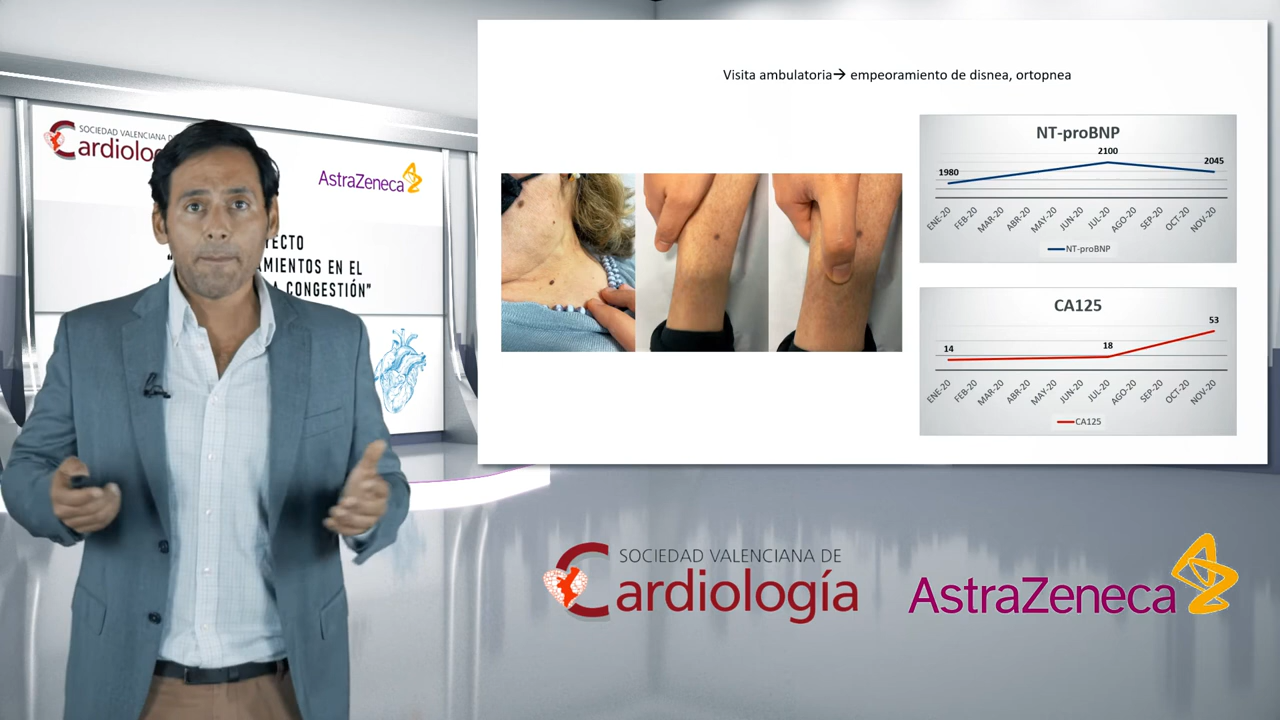 SOCIEDAD VALENCIANA DE
Cardiolog
AstraZeneca
AMIENTOS EN EL
CONGESTIÓN"
Visita ambulatoria→ empeoramiento de disnea, ortopnea
NT-proBNP
1980
2100
2045
ENE-20 FEB-20 MAR-20 ABR-20 MAY-20 JUN-20 JUL-20 AGO-20 SEP-20 OCT-20 NOV-20
NT-proBNP
CA125
14
18
53
ENE-20 FEB-20 MAR-20 ABR-20 MAY-20 JUN-20 JUL-20 AGO-20 SEP-20 OCT-20 NOV-20
CA125
SOCIEDAD VALENCIANA DE
Cardiología
AstraZeneca